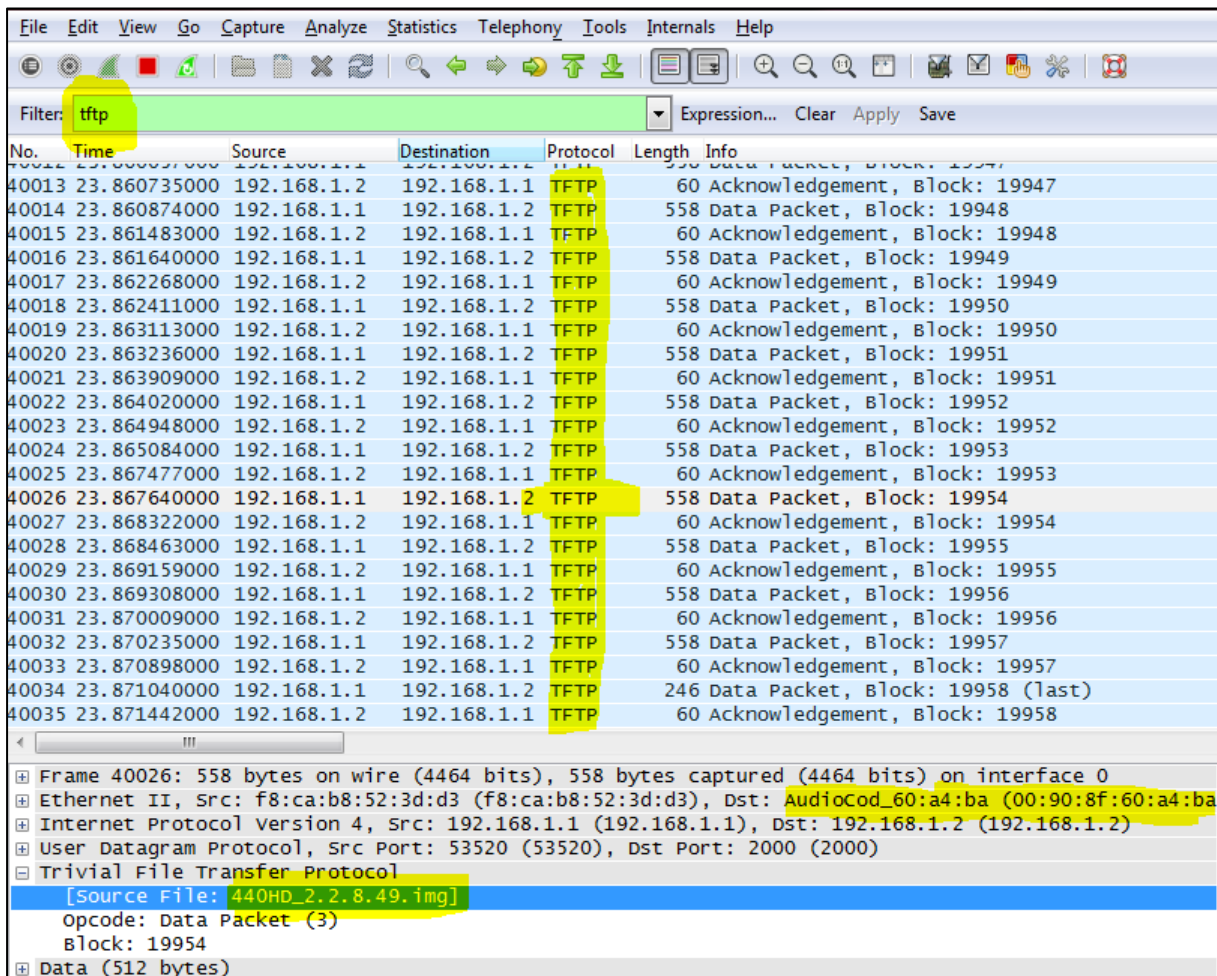 File Edit View Go Capture Analyze Statistics Telephony Tools Internals Help
Filter: tftp Expression... Clear Apply Save
No. Time Source Destination Protocol Length Info
40013 23.860735000 192.168.1.2 192.168.1.1 TFTP 60 Acknowledgement, Block: 19947
40014 23.860874000 192.168.1.1 192.168.1.2 TFTP 558 Data Packet, Block: 19948
40015 23.861483000 192.168.1.2 192.168.1.1 TFTP 60 Acknowledgement, Block: 19948
40016 23.861640000 192.168.1.1 192.168.1.2 TFTP 558 Data Packet, Block: 19949
40017 23.862268000 192.168.1.2 192.168.1.1 TFTP 60 Acknowledgement, Block: 19949
40018 23.862411000 192.168.1.1 192.168.1.2 TFTP 558 Data Packet, Block: 19950
40019 23.863113000 192.168.1.2 192.168.1.1 TFTP 60 Acknowledgement, Block: 19950
40020 23.863236000 192.168.1.1 192.168.1.2 TFTP 558 Data Packet, Block: 19951
40021 23.863909000 192.168.1.2 192.168.1.1 TFTP 60 Acknowledgement, Block: 19951
40022 23.864020000 192.168.1.1 192.168.1.2 TFTP 558 Data Packet, Block: 19952
40023 23.864948000 192.168.1.2 192.168.1.1 TFTP 60 Acknowledgement, Block: 19952
40024 23.865084000 192.168.1.1 192.168.1.2 TFTP 558 Data Packet, Block: 19953
40025 23.867477000 192.168.1.2 192.168.1.1 TFTP 60 Acknowledgement, Block: 19953
40026 23.867640000 192.168.1.1 192.168.1.2 TFTP 558 Data Packet, Block: 19954
40027 23.868322000 192.168.1.2 192.168.1.1 TFTP 60 Acknowledgement, Block: 19954
40028 23.868463000 192.168.1.1 192.168.1.2 TFTP 558 Data Packet, Block: 19955
40029 23.869159000 192.168.1.2 192.168.1.1 TFTP 60 Acknowledgement, Block: 19955
40030 23.869308000 192.168.1.1 192.168.1.2 TFTP 558 Data Packet, Block: 19956
40031 23.870009000 192.168.1.2 192.168.1.1 TFTP 60 Acknowledgement, Block: 19956
40032 23.870235000 192.168.1.1 192.168.1.2 TFTP 558 Data Packet, Block: 19957
40033 23.870898000 192.168.1.2 192.168.1.1 TFTP 60 Acknowledgement, Block: 19957
40034 23.871040000 192.168.1.1 192.168.1.2 TFTP 246 Data Packet, Block: 19958 (last)
40035 23.871442000 192.168.1.2 192.168.1.1 TFTP 60 Acknowledgement, Block: 19958
Frame 40026: 558 bytes on wire (4464 bits), 558 bytes captured (4464 bits) on interface 0
Ethernet II, Src: f8:ca:b8:52:3d:d3 (f8:ca:b8:52:3d:d3), Dst: AudioCod_60:a4:ba (00:90:8f:60:a4:ba
Internet Protocol Version 4, Src: 192.168.1.1 (192.168.1.1), Dst: 192.168.1.2 (192.168.1.2)
User Datagram Protocol, Src Port: 53520 (53520), Dst Port: 2000 (2000)
Trivial File Transfer Protocol
[Source File: 440HD_2.2.8.49.img]
Opcode: Data Packet (3)
Block: 19954
Data (512 bytes)